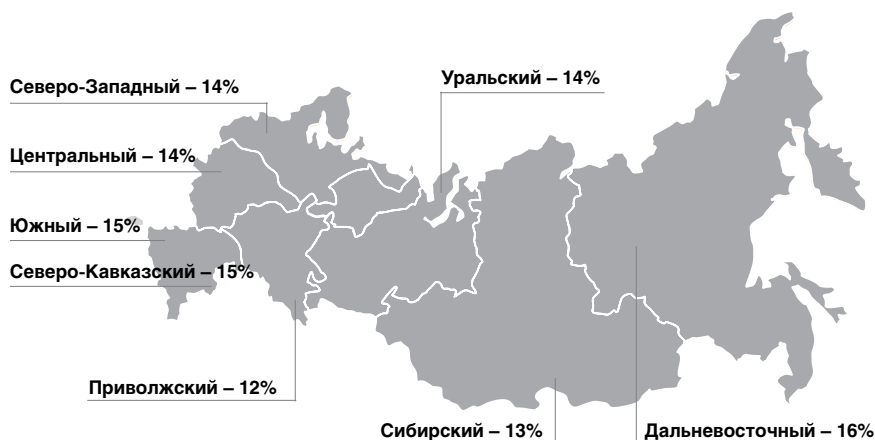 Северо-Западный – 14%
Уральский – 14%
Центральный – 14%
Южный – 15%
Северо-Кавказский – 15%
Приволжский – 12%
Сибирский – 13%
Дальневосточный – 16%